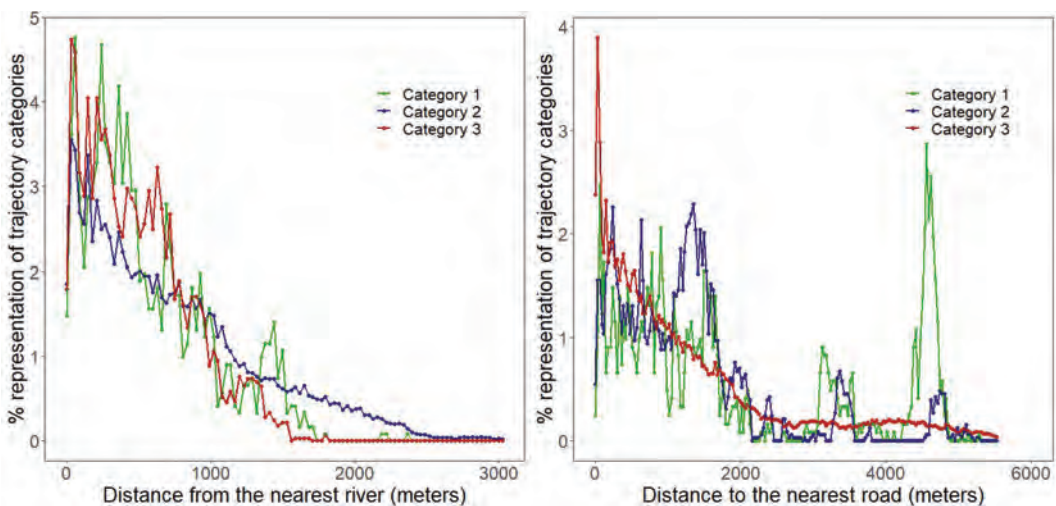 % representation of trajectory categories
5
4
3
2
1
0
Category 1
Category 2
Category 3
0
1000
2000
3000
Distance from the nearest river (meters)
% representation of trajectory categories
4
3
2
1
0
Category 1
Category 2
Category 3
0
2000
4000
6000
Distance to the nearest road (meters)